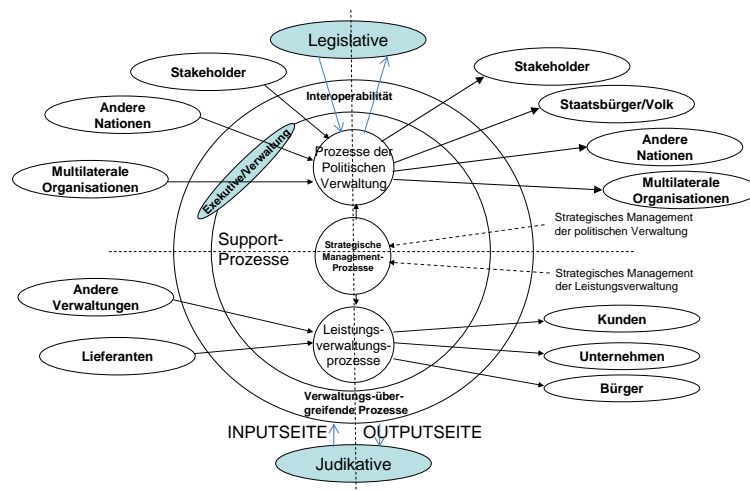 Legislative
Stakeholder
Stakeholder
Interoperabilität
Andere
Nationen
Staatsbürger/Volk
Exekutive/Verwaltung
Prozesse der
Politischen
Verwaltung
Andere
Nationen
Multilaterale
Organisationen
Multilaterale
Organisationen
Support-
Prozesse
Strategische
Management-
Prozesse
Strategisches Management
der politischen Verwaltung
Strategisches Management
der Leistungsverwaltung
Andere
Verwaltungen
Kunden
Leistungs-
verwaltungs-
prozesse
Lieferanten
Unternehmen
Bürger
Verwaltungs-über-
greifende Prozesse
INPUTSEITE
OUTPUTSEITE
Judikative